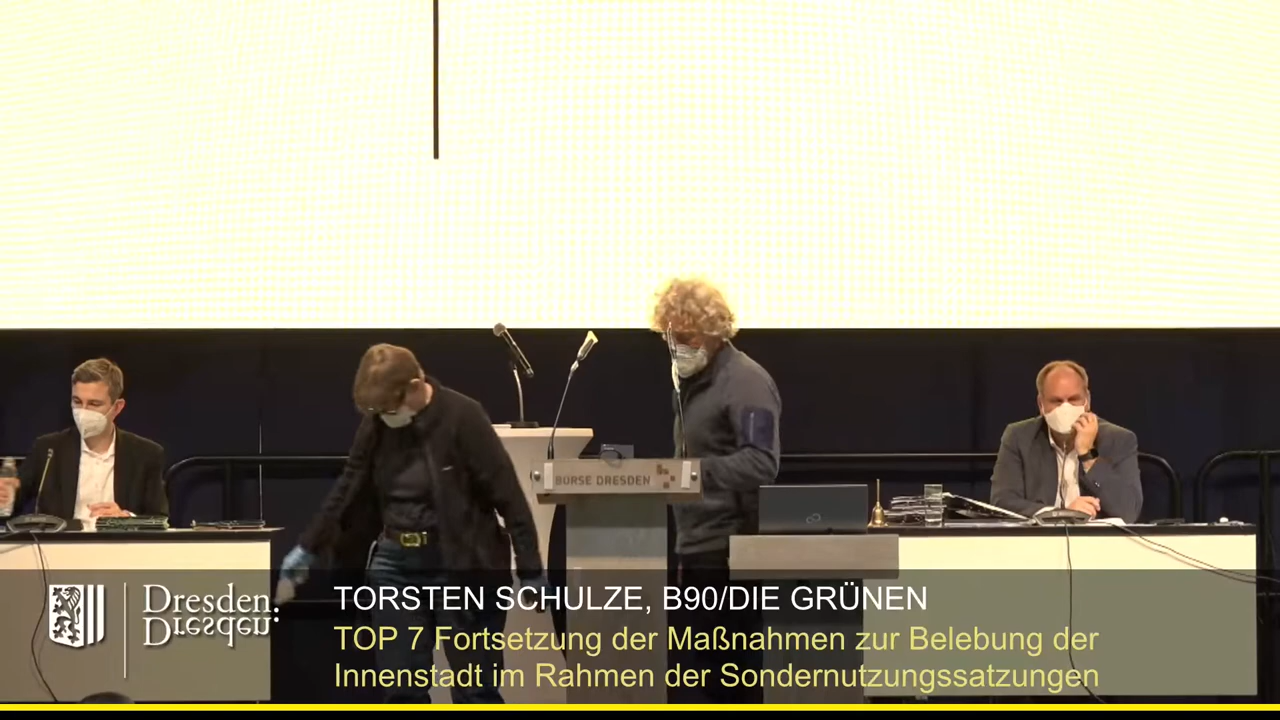 BÖRSE DRESDEN
Dresden.
Dresden.
TORSTEN SCHULZE, B90/DIE GRÜNEN
TOP 7 Fortsetzung der Maßnahmen zur Belebung der
Innenstadt im Rahmen der Sondernutzungssatzungen